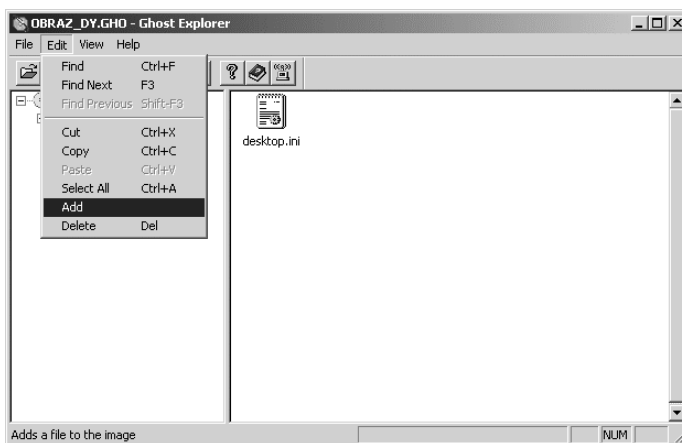 OBRAZ_DY.GHO - Ghost Explorer
File Edit View Help
Find Ctrl+F
Find Next F3
Find Previous Shift-F3
Cut Ctrl+X
Copy Ctrl+C
Paste Ctrl+V
Select All Ctrl+A
Add
Delete Del
desktop.ini
Adds a file to the image NUM